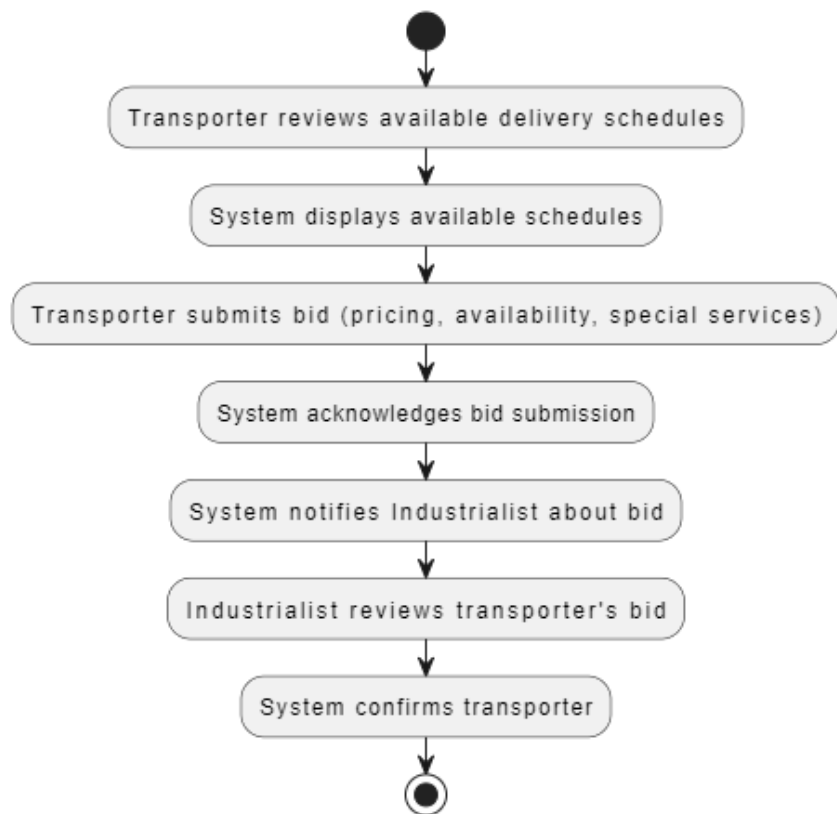 Transporter reviews available delivery schedules
System displays available schedules
Transporter submits bid (pricing, availability, special services)
System acknowledges bid submission
System notifies Industrialist about bid
Industrialist reviews transporter's bid
System confirms transporter